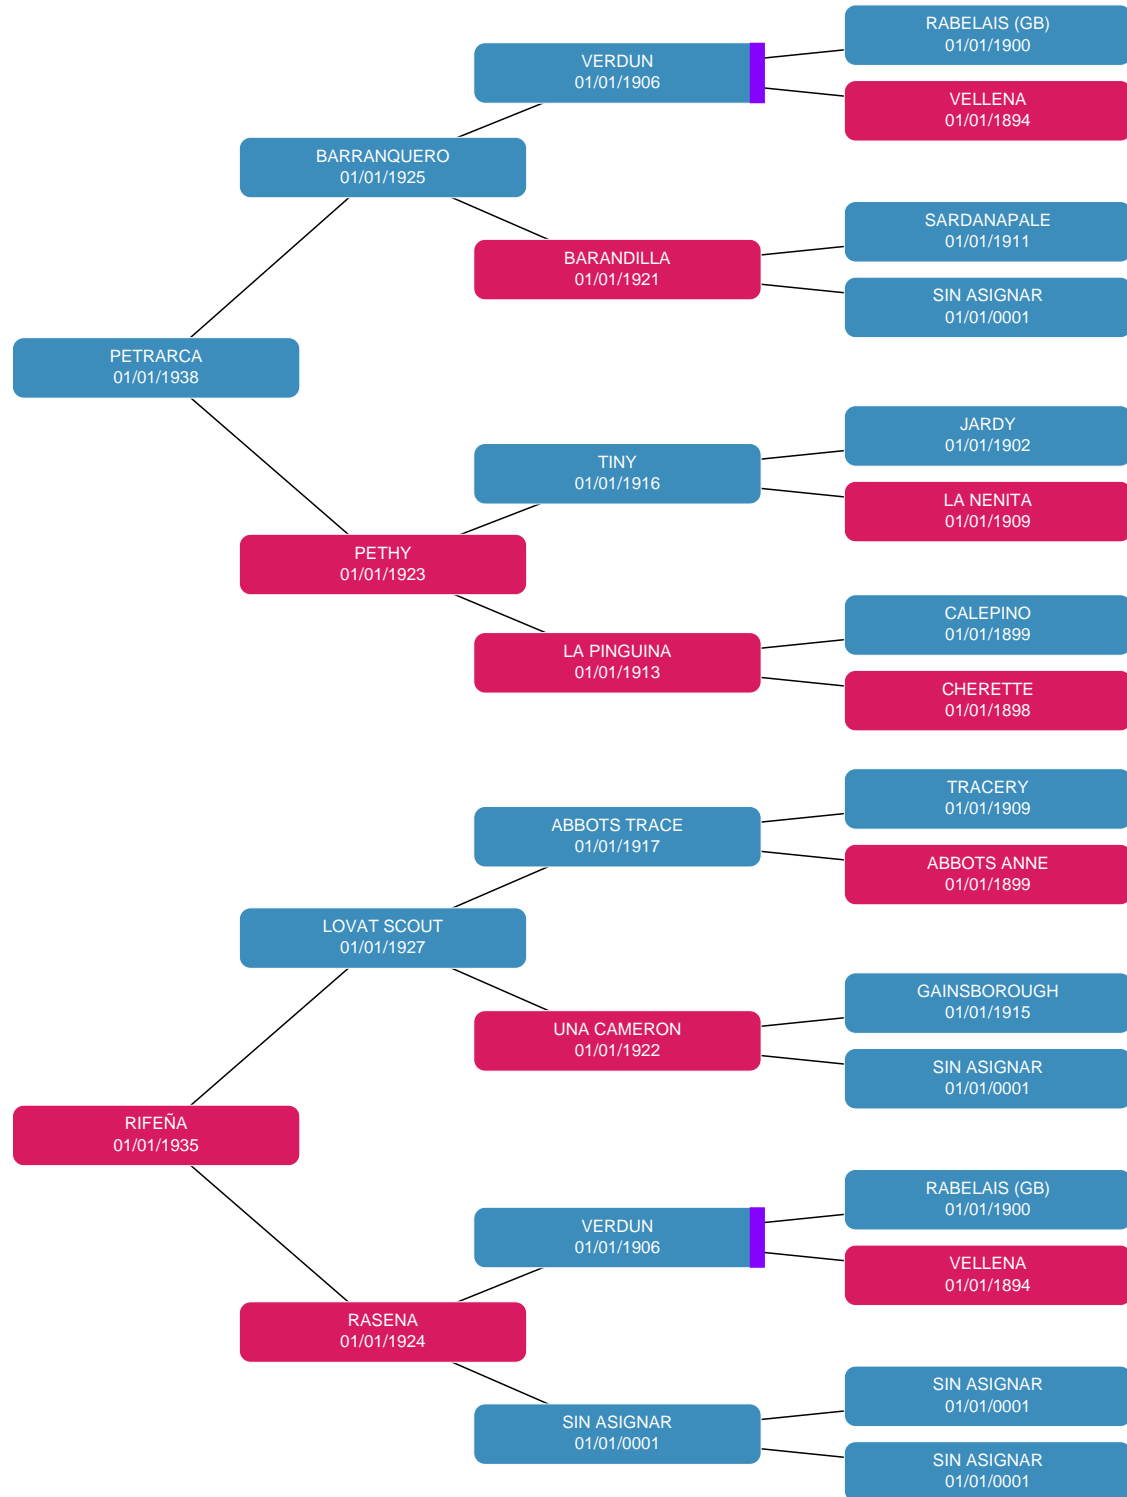 RABELAIS (GB)
01/01/1900
VERDUN
01/01/1906
VELLENA
01/01/1894
BARRANQUERO
01/01/1925
SARDANAPALE
01/01/1911
BARANDILLA
01/01/1921
SIN ASIGNAR
01/01/0001
PETRARCA
01/01/1938
JARDY
01/01/1902
TINY
01/01/1916
LA NENITA
01/01/1909
PETHY
01/01/1923
CALEPINO
01/01/1899
LA PINGUINA
01/01/1913
CHERETTE
01/01/1898
TRACERY
01/01/1909
ABBOTS TRACE
01/01/1917
ABBOTS ANNE
01/01/1899
LOVAT SCOUT
01/01/1927
GAINSBOROUGH
01/01/1915
UNA CAMERON
01/01/1922
SIN ASIGNAR
01/01/0001
RIFEÑA
01/01/1935
RABELAIS (GB)
01/01/1900
VERDUN
01/01/1906
VELLENA
01/01/1894
RASENA
01/01/1924
SIN ASIGNAR
01/01/0001
SIN ASIGNAR
01/01/0001
SIN ASIGNAR
01/01/0001